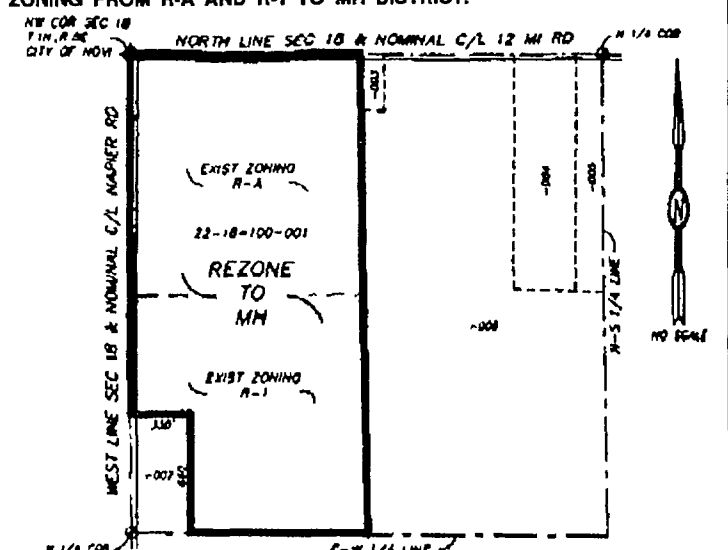 ZONING FROM R-A AND R-1 TO MH DISTRICT.
NW COR SEC 18
T1N, R8E
CITY OF NOVI
NORTH LINE SEC 18 & NOMINAL C/L 12 MI RD
N 1/4 COR
-003
WEST LINE SEC 18 & NOMINAL C/L NAPIER RD
EXIST ZONING
R-A
-004
-005
22-18-100-001
REZONE
TO
MH
N
N-S 1/4 LINE
-008
NO SCALE
EXIST ZONING
R-1
330'
-007
W 1/4 COR
E-W 1/4 LINE